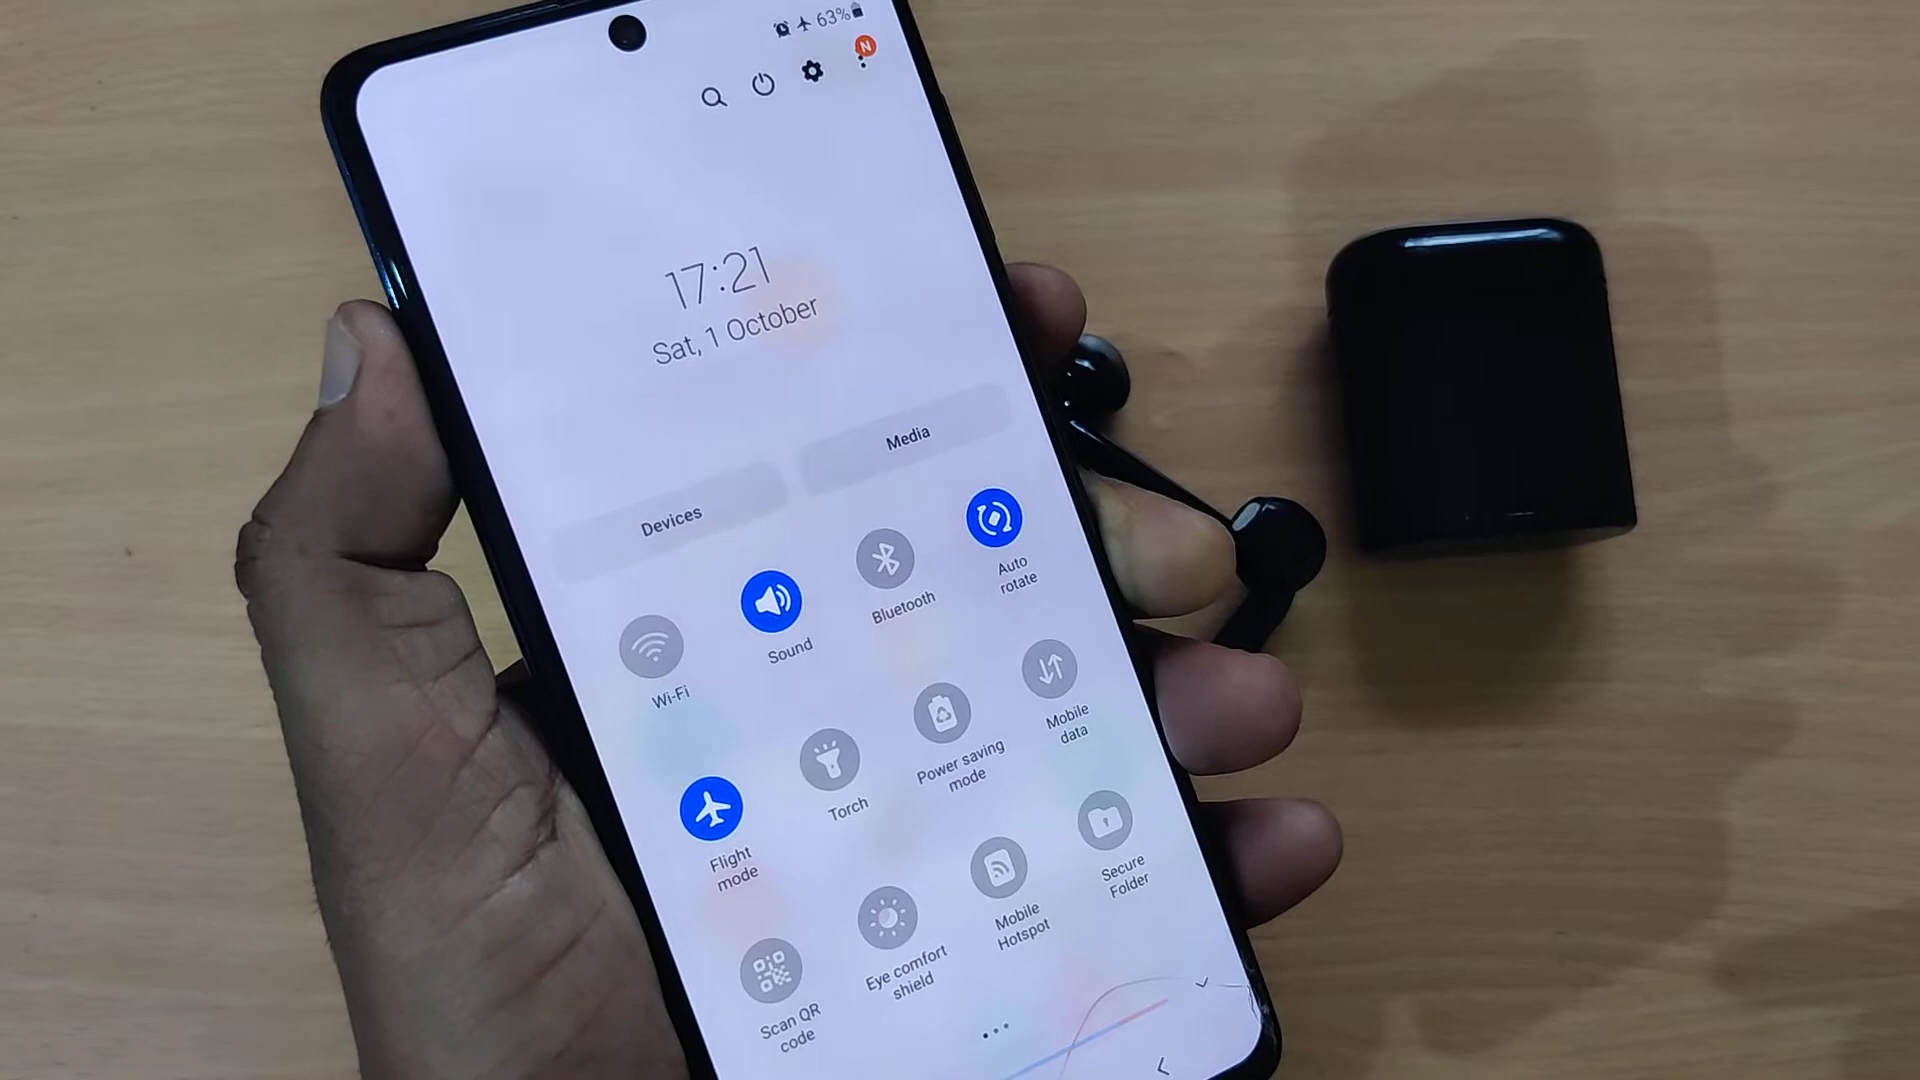 63%
N
17:21
Sat, 1 October
Devices
Media
Wi-Fi
Sound
Bluetooth
Auto
rotate
Flight
mode
Torch
Power saving
mode
Mobile
data
Scan QR
code
Eye comfort
shield
Mobile
Hotspot
Secure
Folder